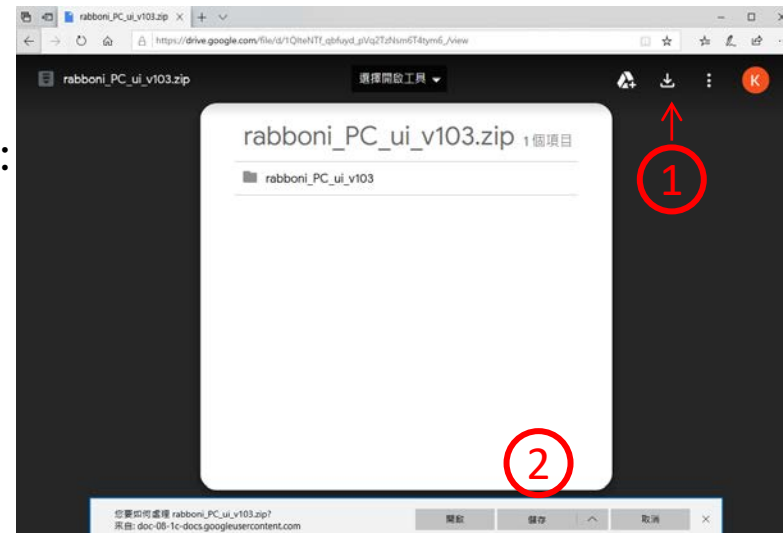 rabboni_PC_ui_v103.zip
https://drive.google.com/file/d/1QIteNTf_qbfuyd_pVq2TzNsm6T4tym6_/view
rabboni_PC_ui_v103.zip
選擇開啟工具
K
:
rabboni_PC_ui_v103.zip 1 個項目
rabboni_PC_ui_v103
1
2
您要如何處理 rabboni_PC_ui_v103.zip?
來自: doc-08-1c-docs.googleusercontent.com
開啟 儲存 取消